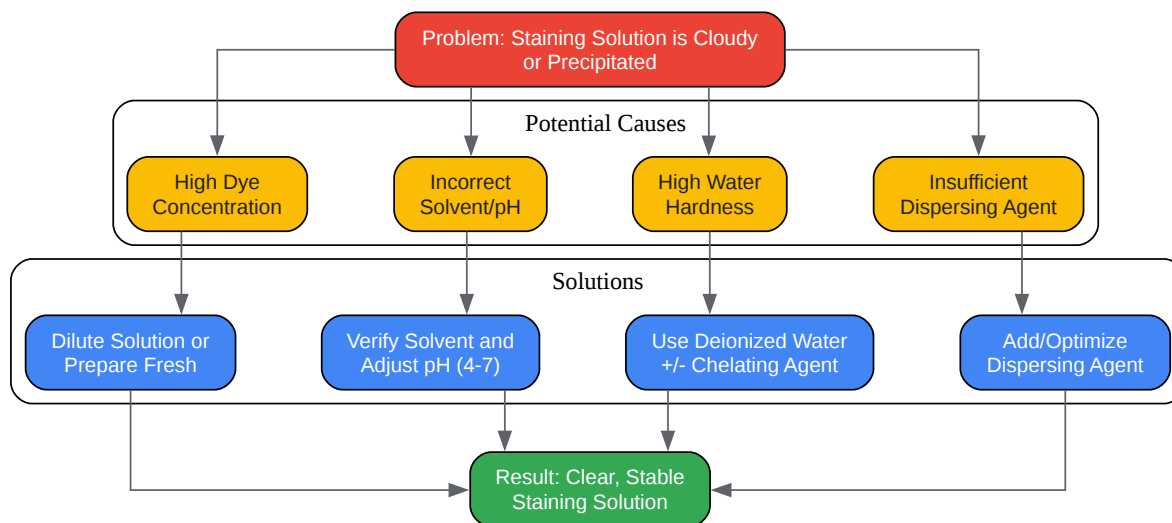 Problem: Staining Solution is Cloudy
or Precipitated
Potential Causes
High Dye
Concentration
Incorrect
Solvent/pH
High Water
Hardness
Insufficient
Dispersing Agent
Solutions
Dilute Solution or
Prepare Fresh
Verify Solvent and
Adjust pH (4-7)
Use Deionized Water
+/- Chelating Agent
Add/Optimize
Dispersing Agent
Result: Clear, Stable
Staining Solution